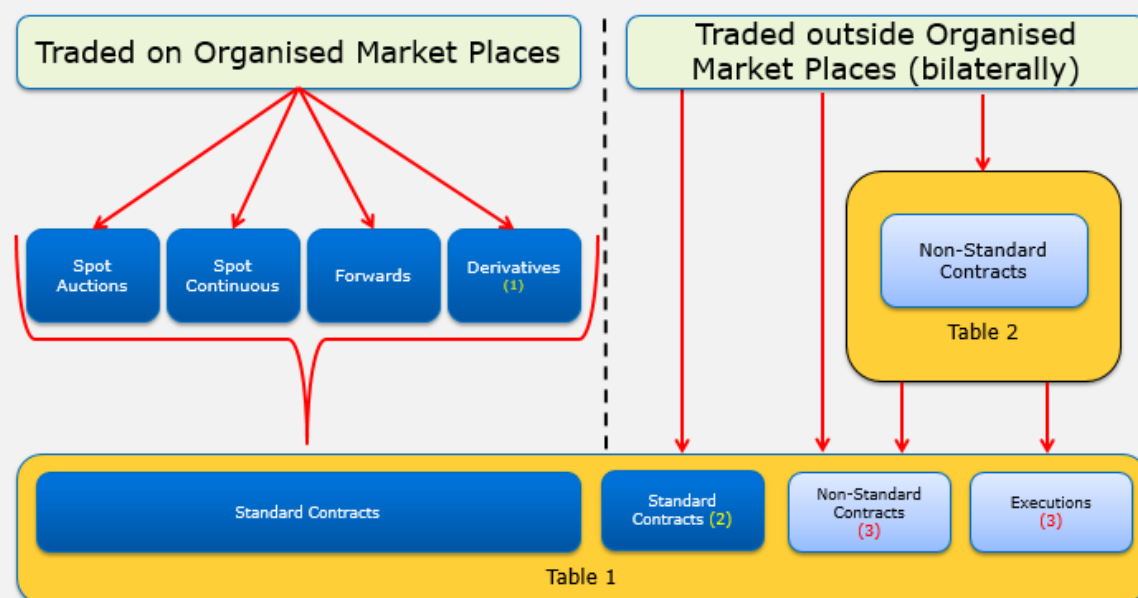 Traded on Organised Market Places
Traded outside Organised
Market Places (bilaterally)
Spot
Auctions
Spot
Continuous
Forwards
Derivatives
(1)
Non-Standard
Contracts
Table 2
Standard Contracts
Standard
Contracts (2)
Non-Standard
Contracts
(3)
Executions
(3)
Table 1